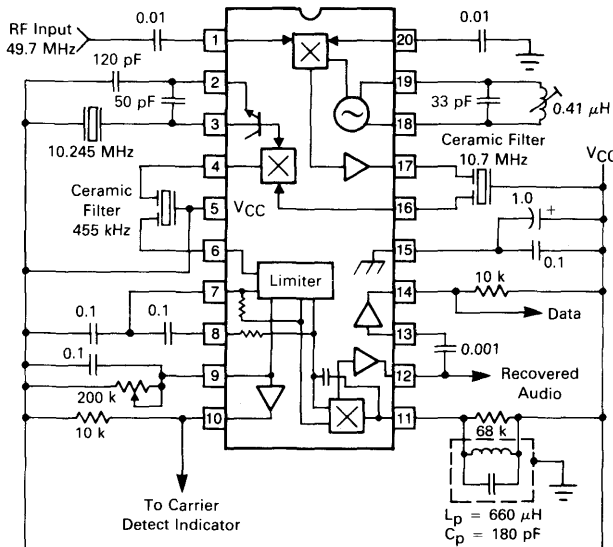 RF Input
49.7 MHz
0.01
1
20
0.01
120 pF
2
19
50 pF
33 pF
0.41 μH
3
18
10.245 MHz
Ceramic Filter
10.7 MHz
VCC
4
17
Ceramic
Filter
455 kHz
5
VCC
16
1.0
+
6
15
0.1
Limiter
7
14
10 k
Data
0.1
0.1
8
13
0.001
0.1
9
12
Recovered
Audio
200 k
10
11
10 k
68 k
To Carrier
Detect Indicator
Lp = 660 μH
Cp = 180 pF